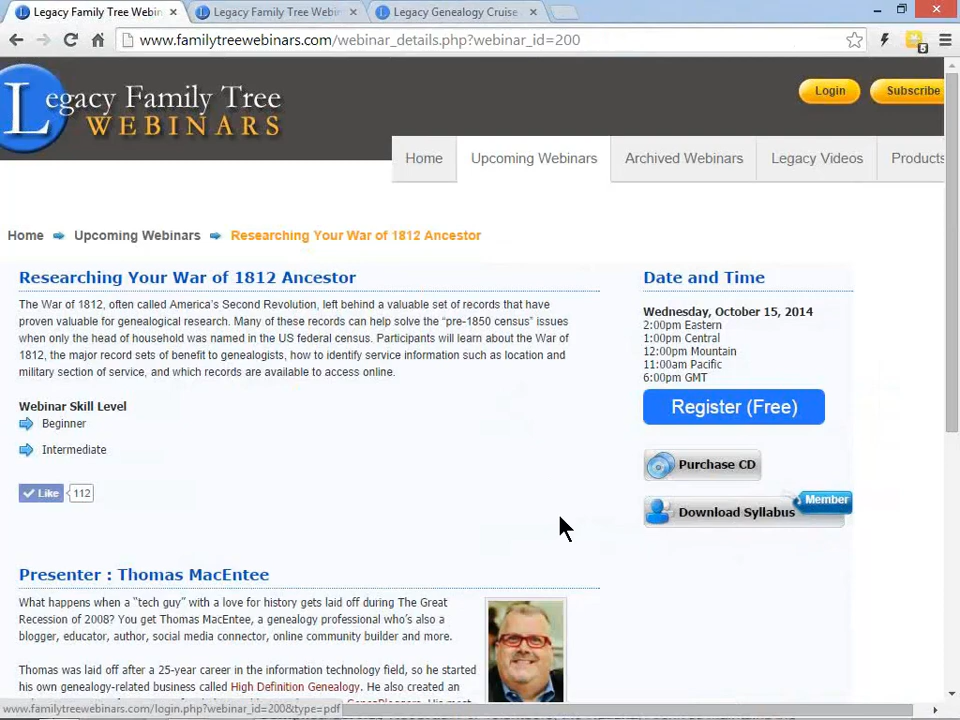 Legacy Family Tree Webin
Legacy Family Tree Webin
Legacy Genealogy Cruise
www.familytreewebinars.com/webinar_details.php?webinar_id=200
5
Legacy Family Tree
WEBINARS
Login
Subscribe
Home
Upcoming Webinars
Archived Webinars
Legacy Videos
Products
Home
Upcoming Webinars
Researching Your War of 1812 Ancestor
Researching Your War of 1812 Ancestor
The War of 1812, often called America's Second Revolution, left behind a valuable set of records that have
proven valuable for genealogical research. Many of these records can help solve the "pre-1850 census" issues
when only the head of household was named in the US federal census. Participants will learn about the War of
1812, the major record sets of benefit to genealogists, how to identify service information such as location and
military section of service, and which records are available to access online.
Webinar Skill Level
Beginner
Intermediate
Like 112
Date and Time
Wednesday, October 15, 2014
2:00pm Eastern
1:00pm Central
12:00pm Mountain
11:00am Pacific
6:00pm GMT
Register (Free)
Purchase CD
Member
Download Syllabus
Presenter : Thomas MacEntee
What happens when a "tech guy" with a love for history gets laid off during The Great
Recession of 2008? You get Thomas MacEntee, a genealogy professional who's also a
blogger, educator, author, social media connector, online community builder and more.
Thomas was laid off after a 25-year career in the information technology field, so he started
his own genealogy-related business called High Definition Genealogy. He also created an
www.familytreewebinars.com/login.php?webinar_id=200&type=pdf